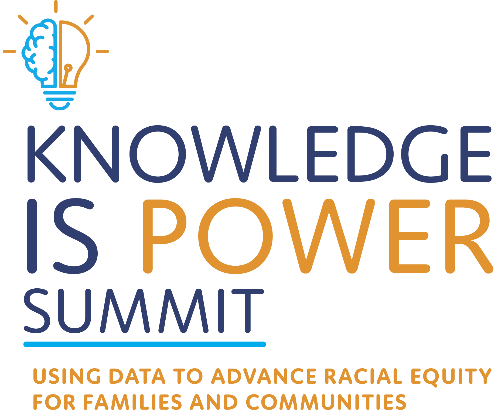 KNOWLEDGE
IS POWER
SUMMIT
USING DATA TO ADVANCE RACIAL EQUITY
FOR FAMILIES AND COMMUNITIES